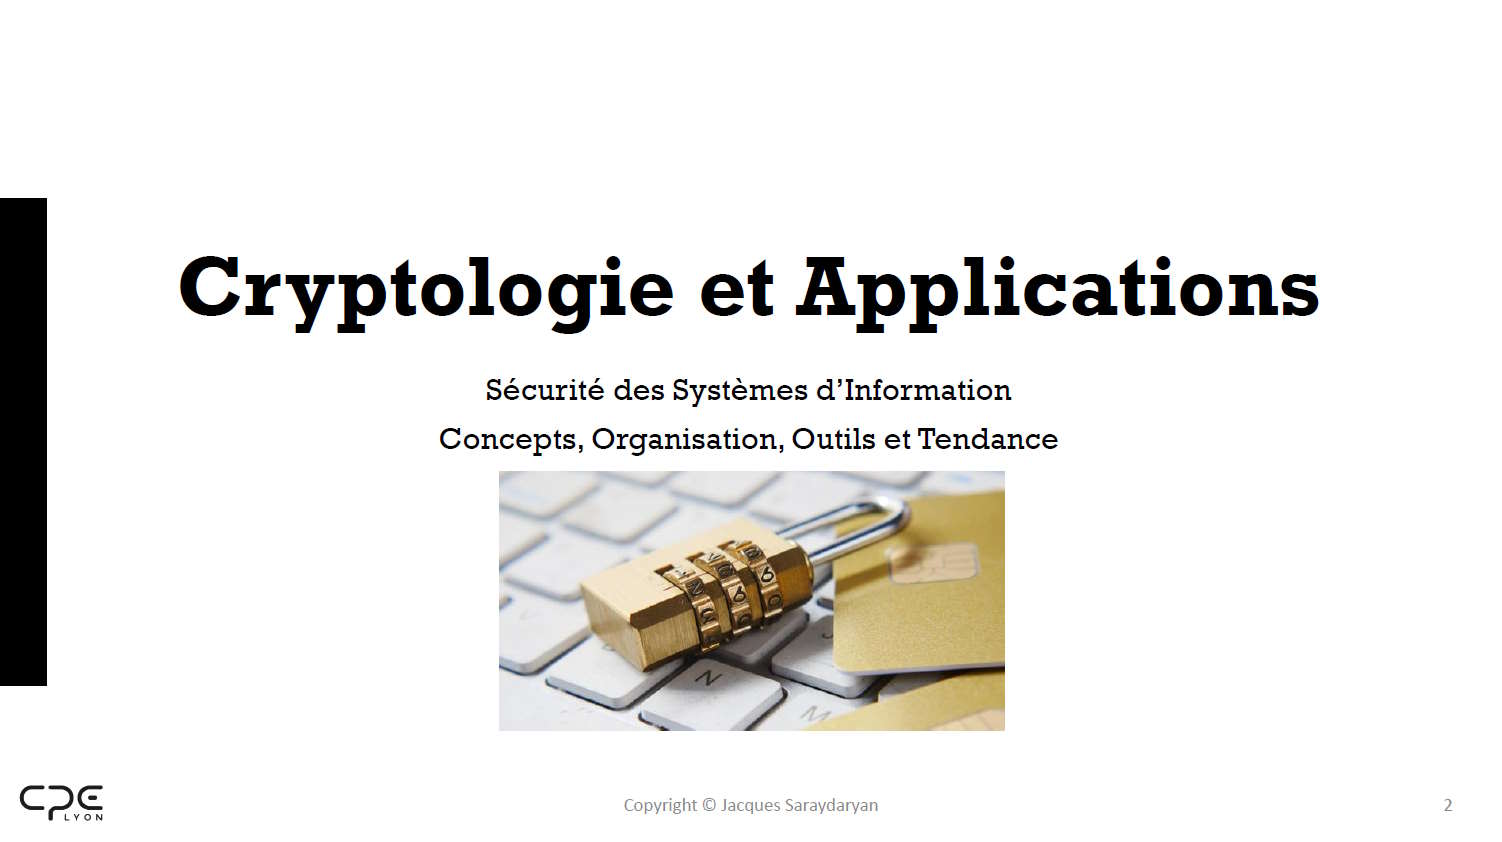 Cryptologie et Applications
Sécurité des Systèmes d’Information
Concepts, Organisation, Outils et Tendance
N
M
CPE
LYON
Copyright © Jacques Saraydaryan
2